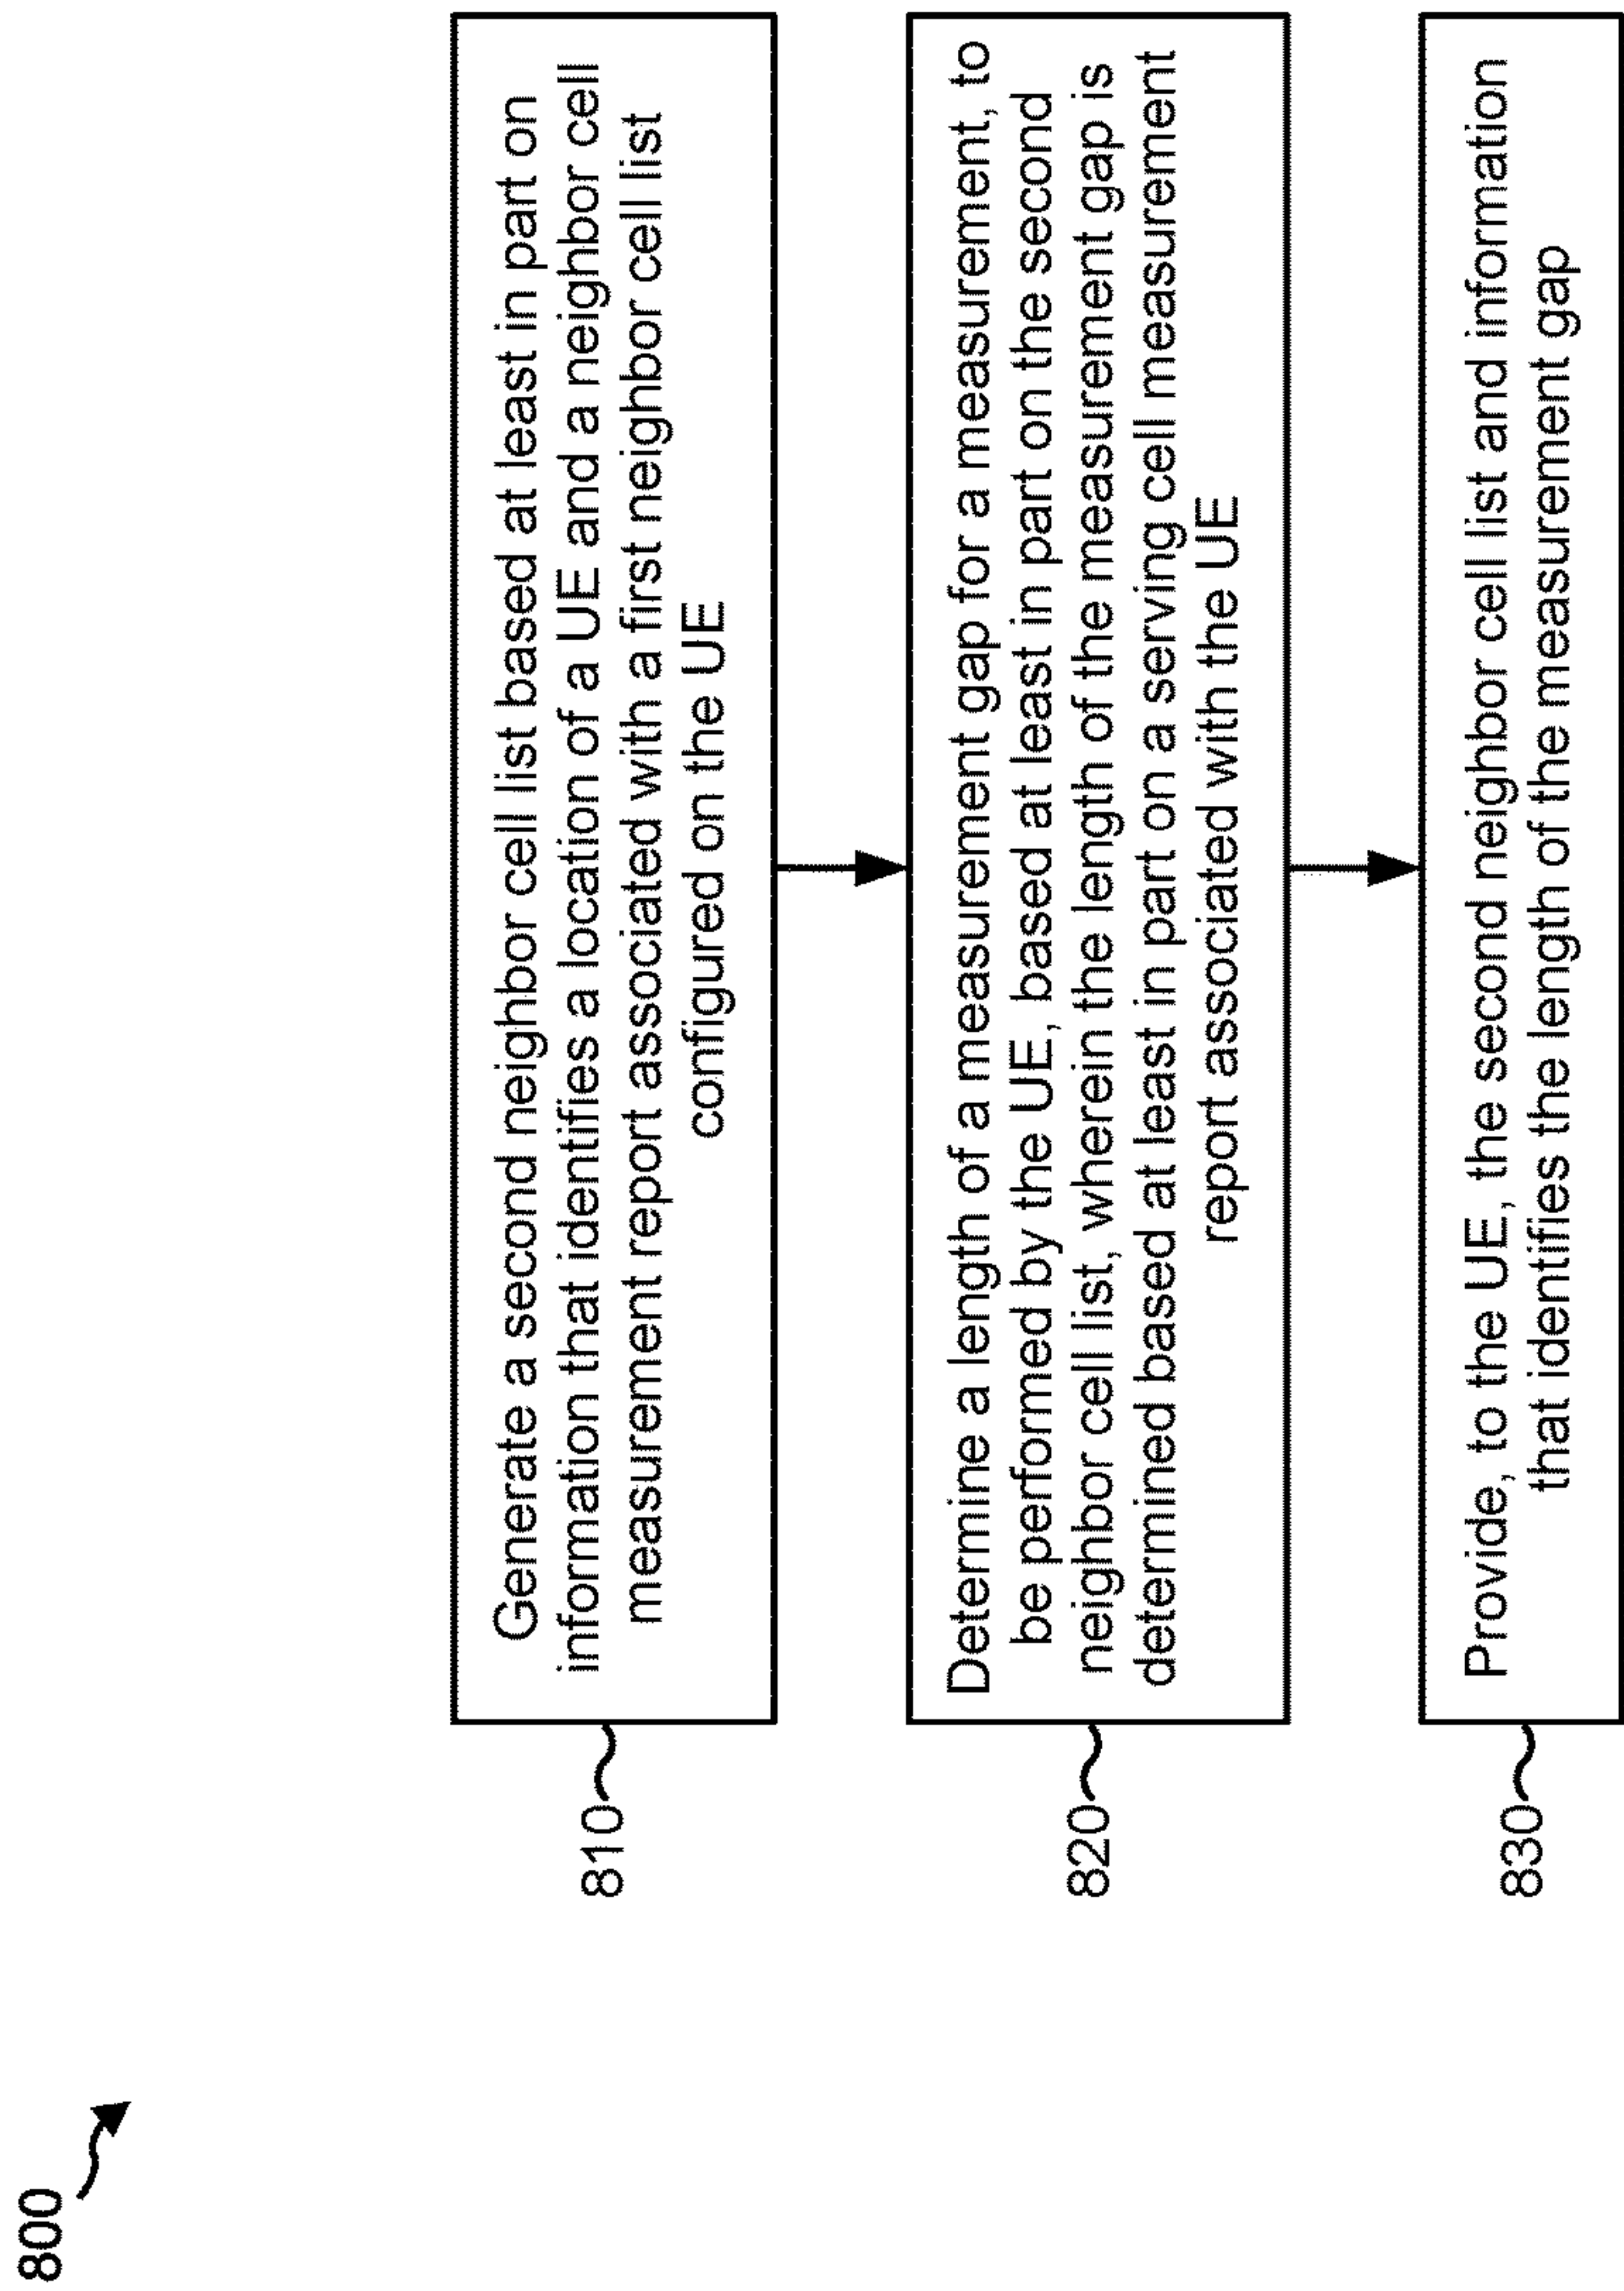 800
810
Generate a second neighbor cell list based at least in part on
information that identifies a location of a UE and a neighbor cell
measurement report associated with a first neighbor cell list
configured on the UE
820
Determine a length of a measurement gap for a measurement, to
be performed by the UE, based at least in part on the second
neighbor cell list, wherein the length of the measurement gap is
determined based at least in part on a serving cell measurement
report associated with the UE
830
Provide, to the UE, the second neighbor cell list and information
that identifies the length of the measurement gap